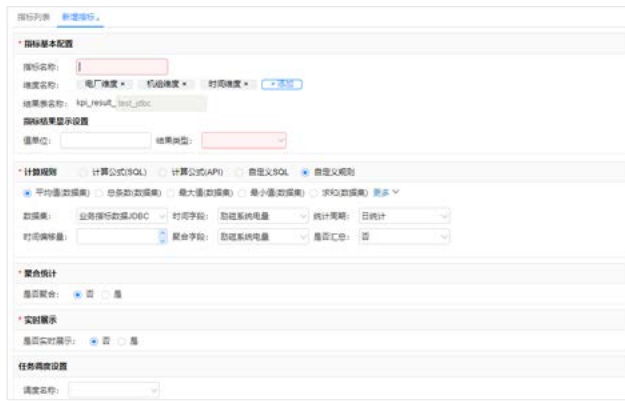 指标列表 新增指标
* 指标基本配置
指标名称：
维度名称： 电厂维度 × 机组维度 × 时间维度 × + 添加
结果表名称： kpi_result_ test_jdbc
指标结果显示设置
值单位： 结果类型：
* 计算规则 计算公式(SQL) 计算公式(API) 自定义SQL 自定义规则
平均值(数据集) 总条数(数据集) 最大值(数据集) 最小值(数据集) 求和(数据集) 更多
数据集： 业务指标数据JDBC 时间字段： 励磁系统电量 统计周期： 日统计
时间偏移量： 聚合字段： 励磁系统电量 是否汇总： 否
* 聚合统计
是否聚合： 否 是
* 实时展示
是否实时展示： 否 是
任务调度设置
调度名称：